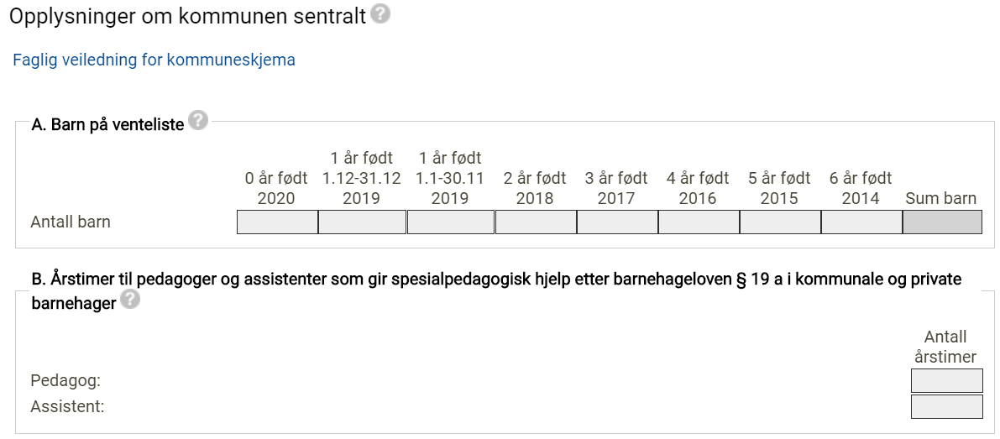 Opplysninger om kommunen sentralt ?
Faglig veiledning for kommuneskjema
A. Barn på venteliste ?
1 år født 1 år født
0 år født 1.12-31.12 1.1-30.11 2 år født 3 år født 4 år født 5 år født 6 år født
2020 2019 2019 2018 2017 2016 2015 2014 Sum barn
Antall barn
B. Årstimer til pedagoger og assistenter som gir spesialpedagogisk hjelp etter barnehageloven § 19 a i kommunale og private
barnehager ?
Antall
årstimer
Pedagog:
Assistent: